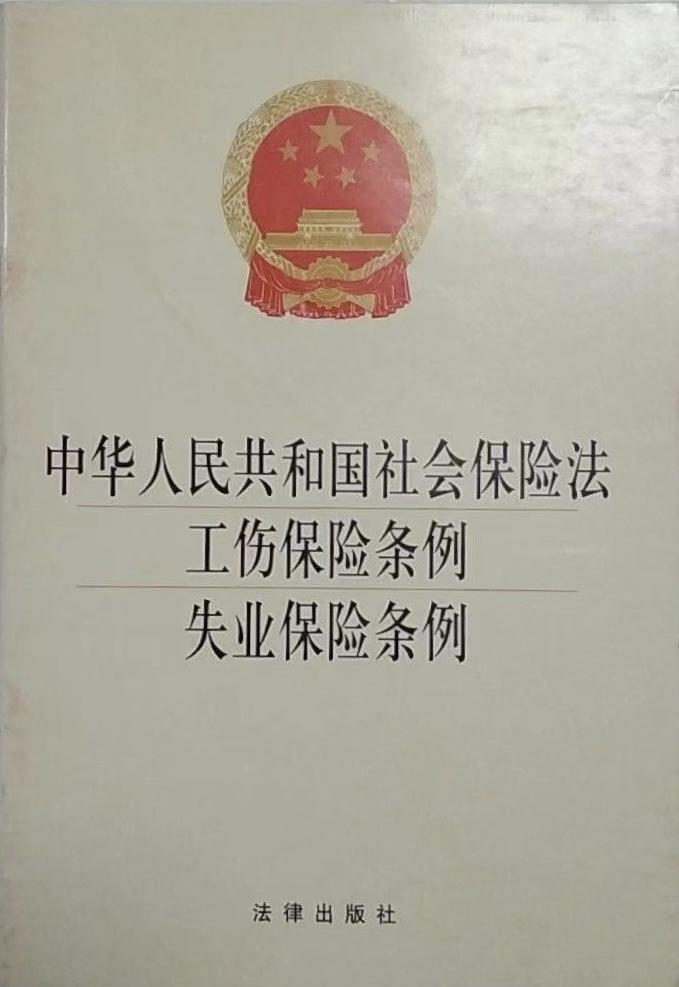 中华人民共和国社会保险法
工伤保险条例
失业保险条例
法律出版社